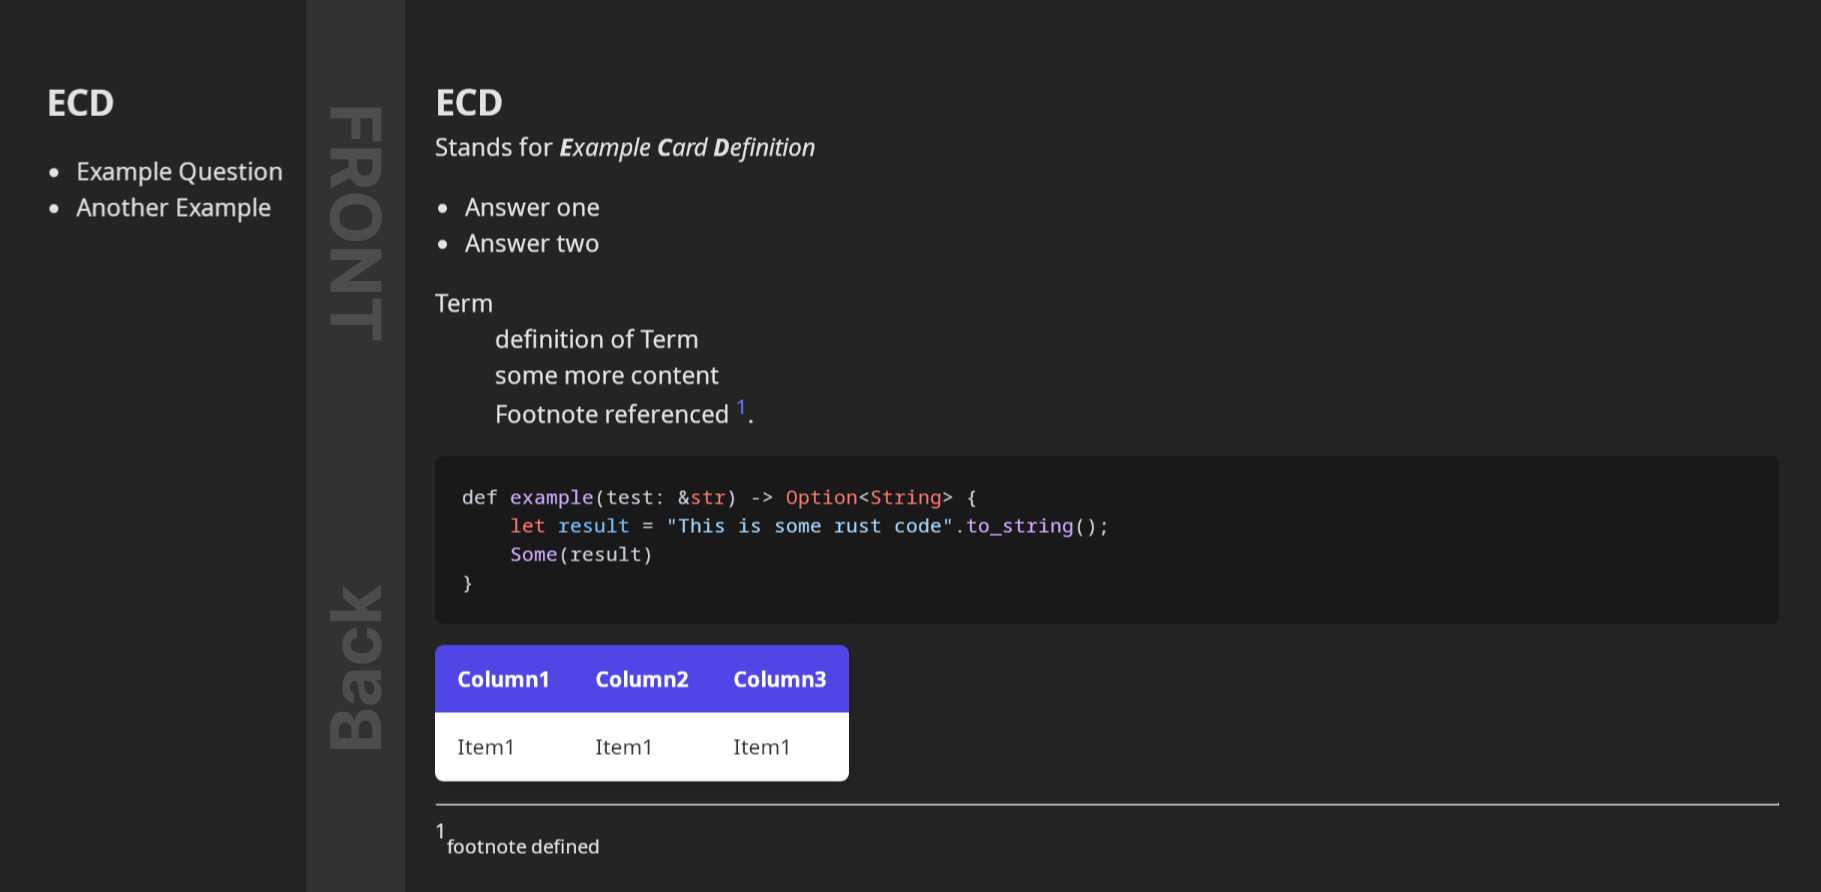 ECD
• Example Question
• Another Example
FRONT
Back
ECD
Stands for Example Card Definition
• Answer one
• Answer two
Term
definition of Term
some more content
Footnote referenced 1.
def example(test: &str) -> Option<String> {
    let result = "This is some rust code".to_string();
    Some(result)
}
Column1 Column2 Column3
Item1 Item1 Item1
1 footnote defined